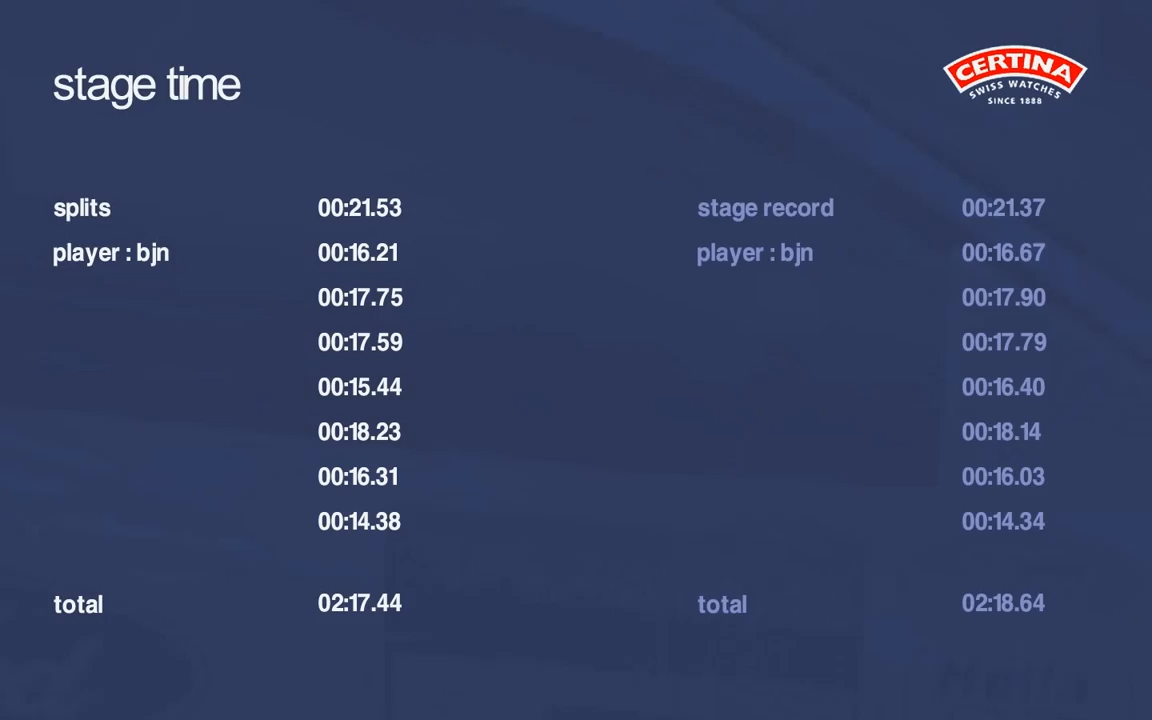 stage time
CERTINA
SWISS WATCHES
SINCE 1888
splits 00:21.53 stage record 00:21.37
player : bjn 00:16.21 player : bjn 00:16.67
00:17.75 00:17.90
00:17.59 00:17.79
00:15.44 00:16.40
00:18.23 00:18.14
00:16.31 00:16.03
00:14.38 00:14.34
total 02:17.44 total 02:18.64